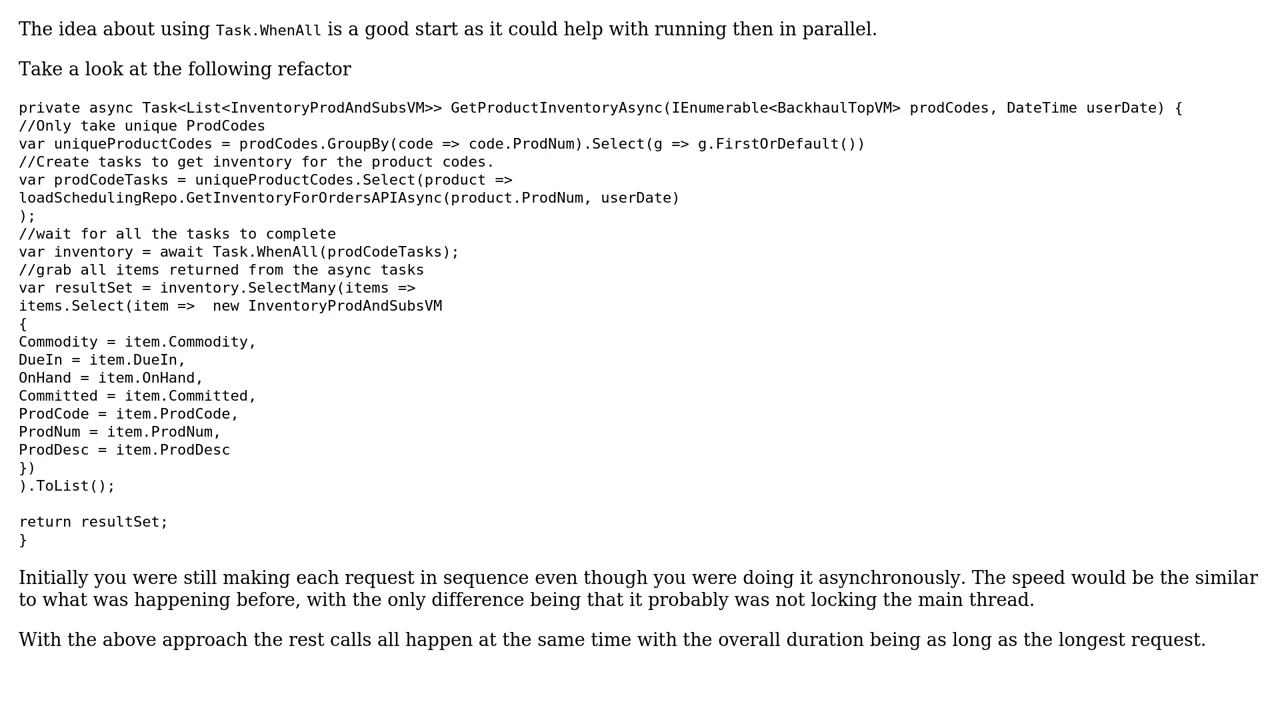 The idea about using Task.WhenAll is a good start as it could help with running then in parallel.
Take a look at the following refactor
private async Task<List<InventoryProdAndSubsVM>> GetProductInventoryAsync(IEnumerable<BackhaulTopVM> prodCodes, DateTime userDate) {
//Only take unique ProdCodes
var uniqueProductCodes = prodCodes.GroupBy(code => code.ProdNum).Select(g => g.FirstOrDefault())
//Create tasks to get inventory for the product codes.
var prodCodeTasks = uniqueProductCodes.Select(product =>
loadSchedulingRepo.GetInventoryForOrdersAPIAsync(product.ProdNum, userDate)
);
//wait for all the tasks to complete
var inventory = await Task.WhenAll(prodCodeTasks);
//grab all items returned from the async tasks
var resultSet = inventory.SelectMany(items =>
items.Select(item =>  new InventoryProdAndSubsVM
{
Commodity = item.Commodity,
DueIn = item.DueIn,
OnHand = item.OnHand,
Committed = item.Committed,
ProdCode = item.ProdCode,
ProdNum = item.ProdNum,
ProdDesc = item.ProdDesc
})
).ToList();
return resultSet;
}
Initially you were still making each request in sequence even though you were doing it asynchronously. The speed would be the similar
to what was happening before, with the only difference being that it probably was not locking the main thread.
With the above approach the rest calls all happen at the same time with the overall duration being as long as the longest request.